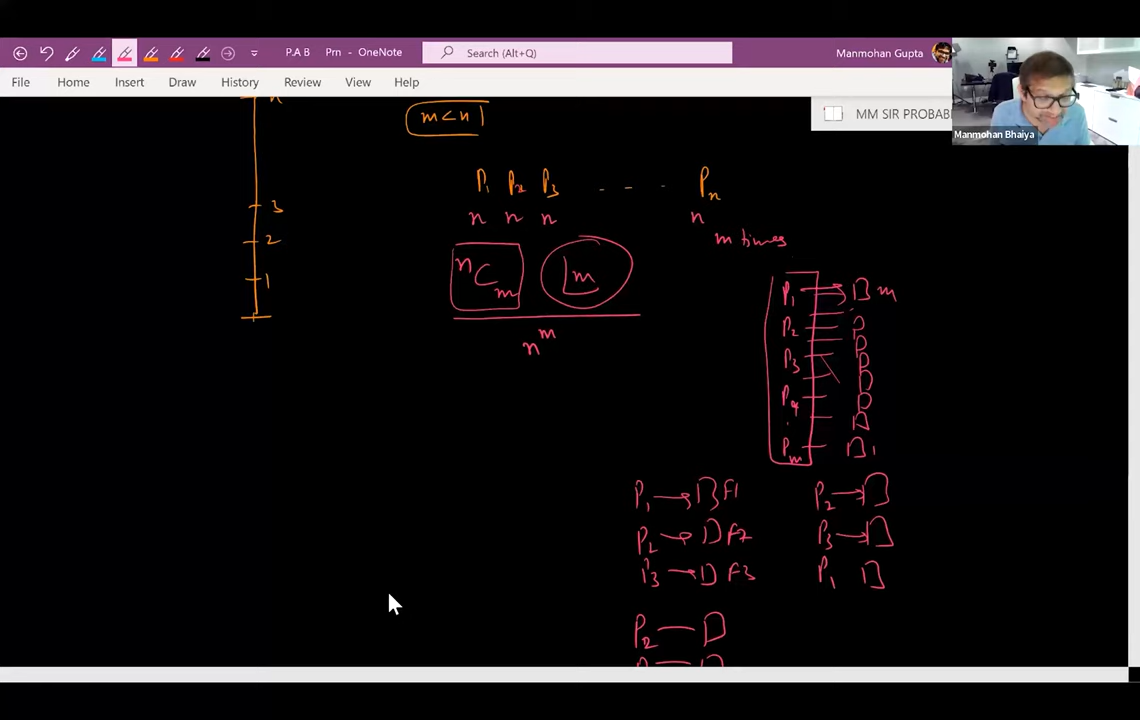 P.A B Prn - OneNote
Search (Alt+Q)
Manmohan Gupta
File Home Insert Draw History Review View Help
MM SIR PROBAB
Manmohan Bhaiya
n
m<n
3
2
1
P1 P2 P3 - - - Pn
n n n n
m times
nCm
m
n^m
P1 m
P2
P3
P4
Pm
P1 → F1
P2 → F2
P3 → F3
P2 →
P3 →
P1
P2